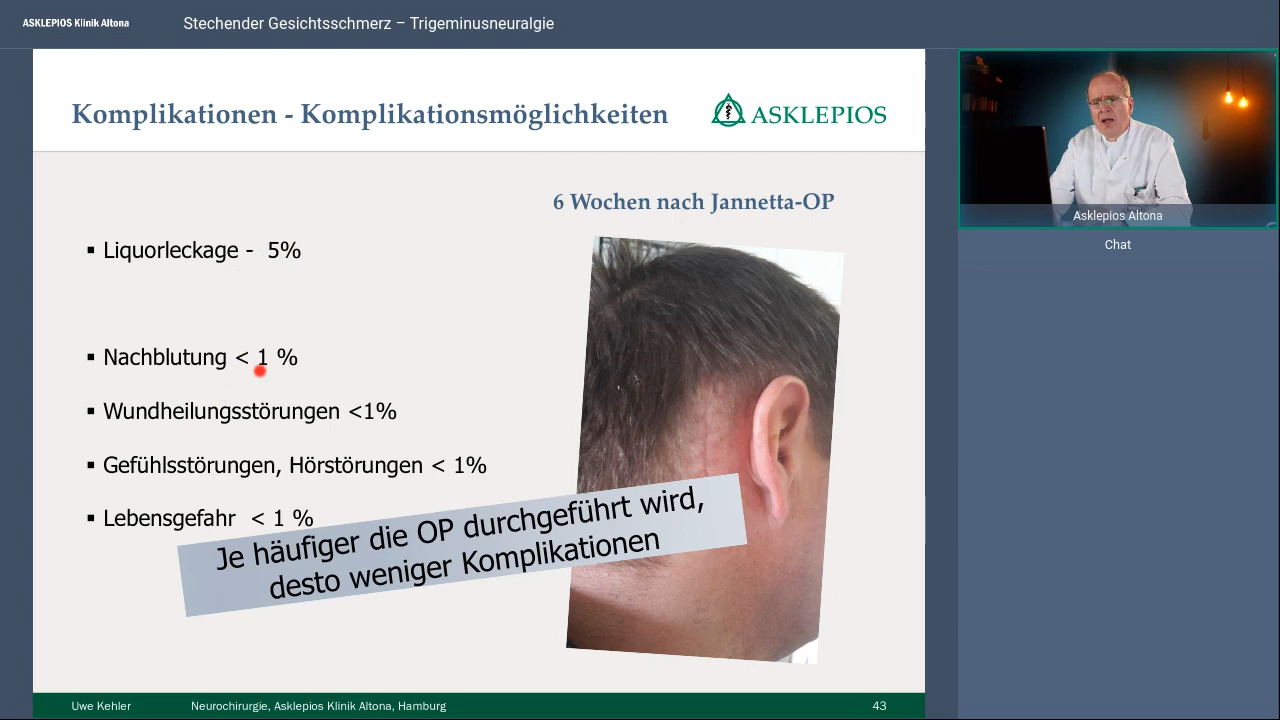 ASKLEPIOS Klinik Altona
Stechender Gesichtsschmerz – Trigeminusneuralgie
Komplikationen - Komplikationsmöglichkeiten
ASKLEPIOS
6 Wochen nach Jannetta-OP
▪ Liquorleckage - 5%
▪ Nachblutung < 1 %
▪ Wundheilungsstörungen <1%
▪ Gefühlsstörungen, Hörstörungen < 1%
▪ Lebensgefahr < 1 %
Je häufiger die OP durchgeführt wird,
desto weniger Komplikationen
Uwe Kehler
Neurochirurgie, Asklepios Klinik Altona, Hamburg
43
Asklepios Altona
Chat